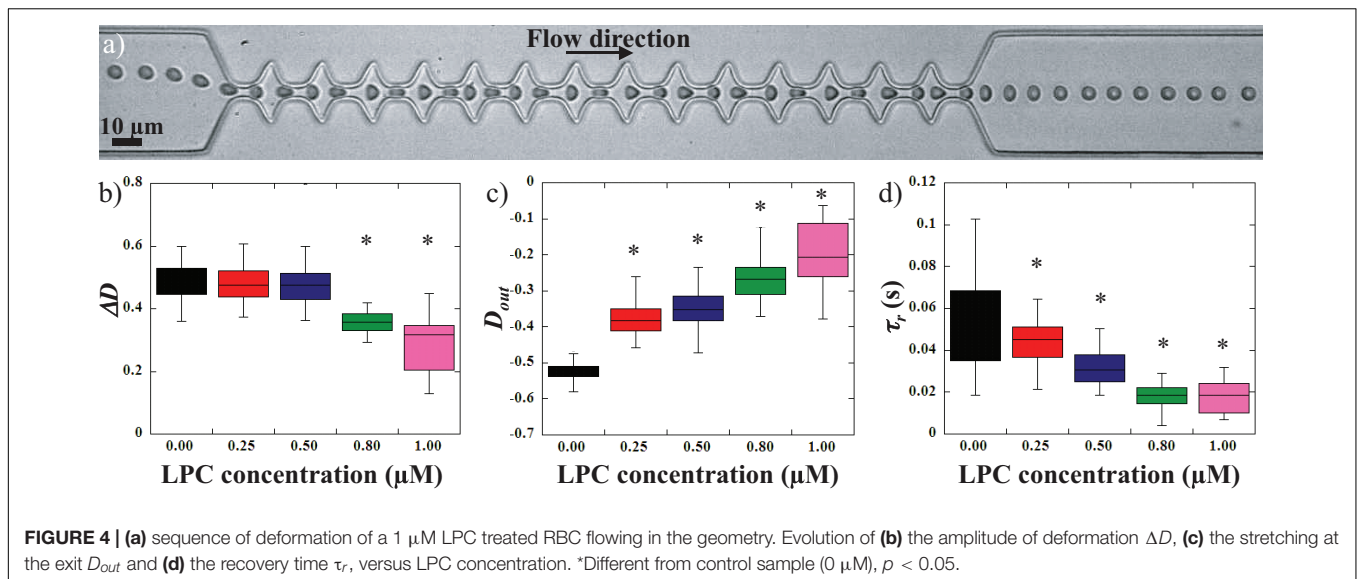 a)
Flow direction
10 μm
b)
0.8
0.6
0.4
0.2
0
ΔD
*
*
0.00 0.25 0.50 0.80 1.00
LPC concentration (μM)
c)
0
-0.1
-0.2
-0.3
-0.4
-0.5
-0.6
-0.7
D_out
*
*
*
*
0.00 0.25 0.50 0.80 1.00
LPC concentration (μM)
d)
0.12
0.1
0.08
0.06
0.04
0.02
0
τ_r (s)
*
*
*
*
0.00 0.25 0.50 0.80 1.00
LPC concentration (μM)
FIGURE 4 | (a) sequence of deformation of a 1 μM LPC treated RBC flowing in the geometry. Evolution of (b) the amplitude of deformation ΔD, (c) the stretching at
the exit D_out and (d) the recovery time τ_r, versus LPC concentration. *Different from control sample (0 μM), p < 0.05.